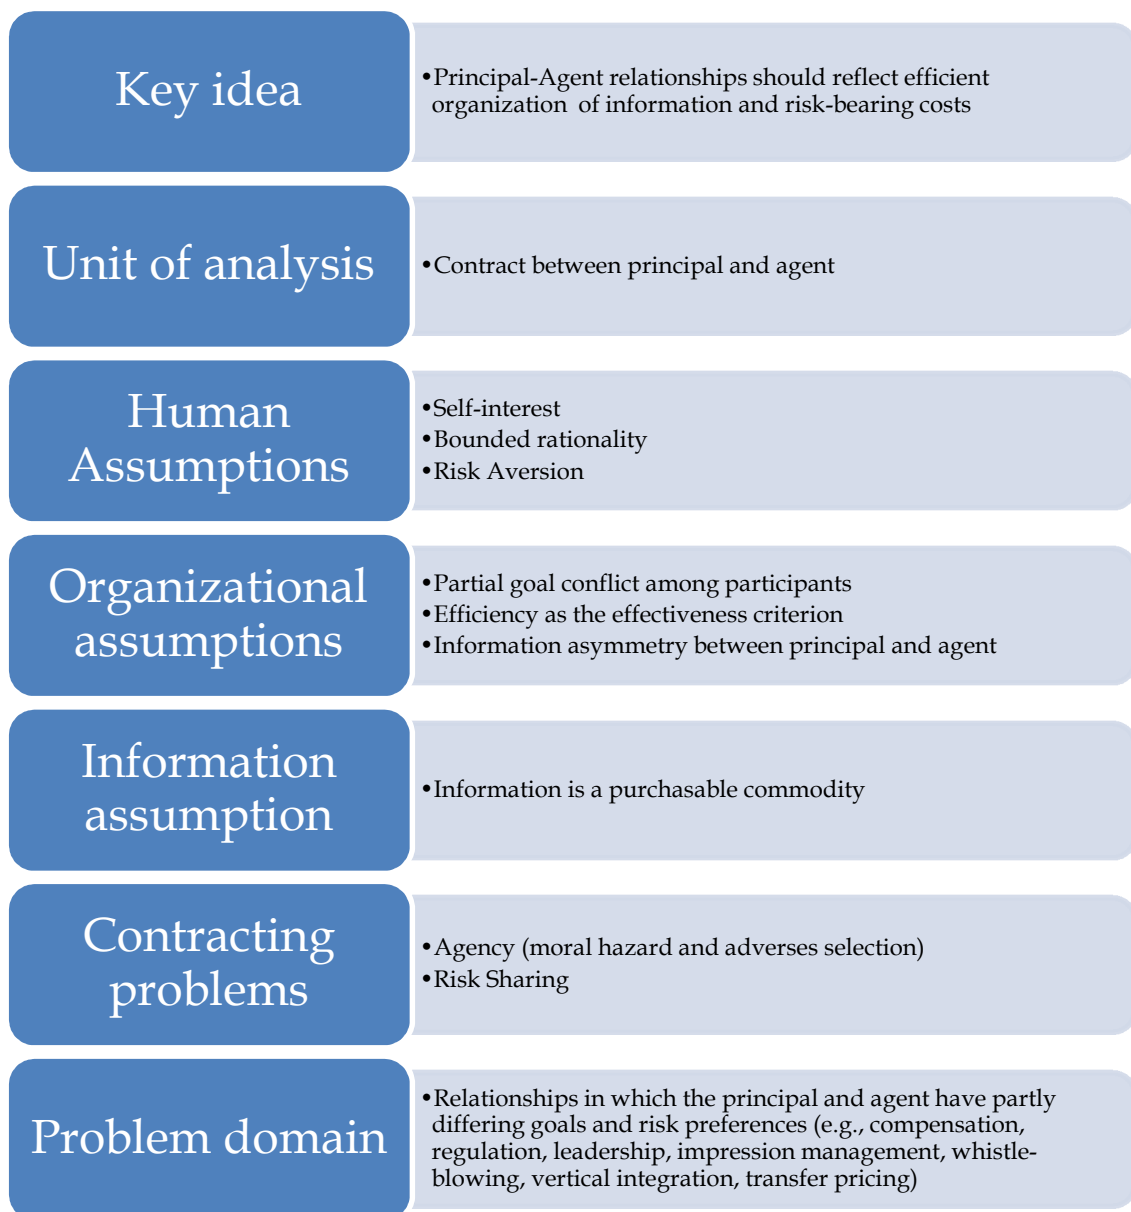 Key idea
•Principal-Agent relationships should reflect efficient
organization of information and risk-bearing costs
Unit of analysis
•Contract between principal and agent
Human
Assumptions
•Self-interest
•Bounded rationality
•Risk Aversion
Organizational
assumptions
•Partial goal conflict among participants
•Efficiency as the effectiveness criterion
•Information asymmetry between principal and agent
Information
assumption
•Information is a purchasable commodity
Contracting
problems
•Agency (moral hazard and adverses selection)
•Risk Sharing
Problem domain
•Relationships in which the principal and agent have partly
differing goals and risk preferences (e.g., compensation,
regulation, leadership, impression management, whistle-
blowing, vertical integration, transfer pricing)